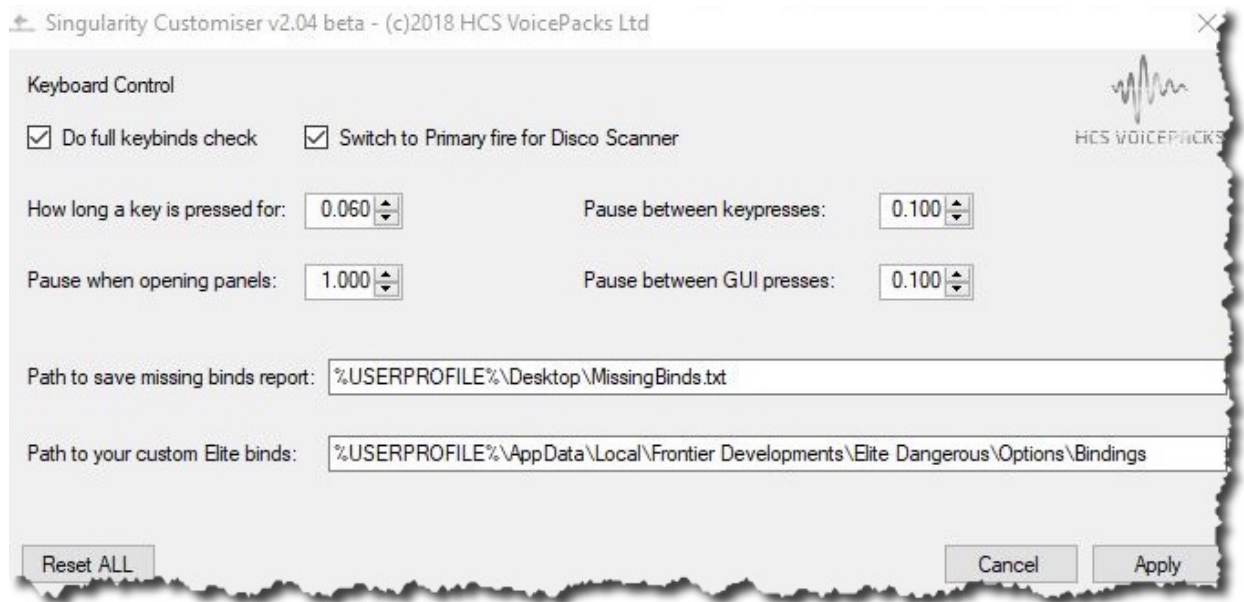 Singularity Customiser v2.04 beta - (c)2018 HCS VoicePacks Ltd
Keyboard Control
Do full keybinds check Switch to Primary fire for Disco Scanner
HCS VOICEPACKS
How long a key is pressed for: 0.060 Pause between keypresses: 0.100
Pause when opening panels: 1.000 Pause between GUI presses: 0.100
Path to save missing binds report: %USERPROFILE%\Desktop\MissingBinds.txt
Path to your custom Elite binds: %USERPROFILE%\AppData\Local\Frontier Developments\Elite Dangerous\Options\Bindings
Reset ALL Cancel Apply